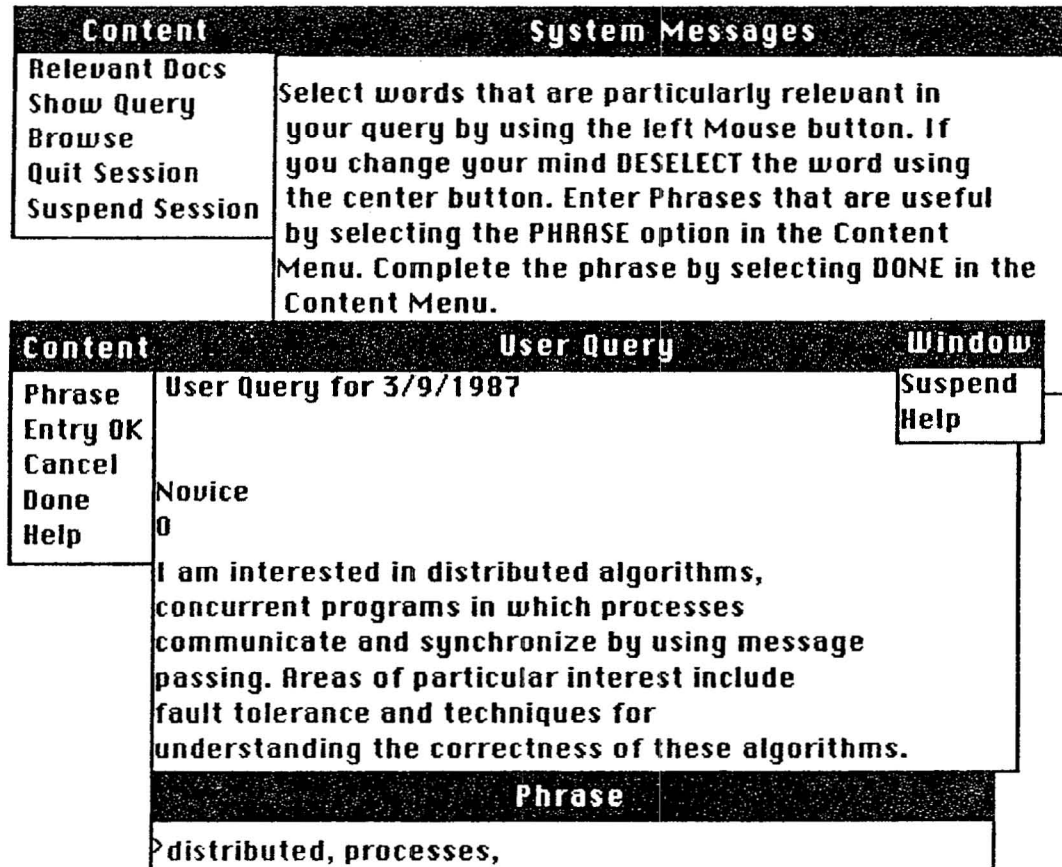 Content
Relevant Docs
Show Query
Browse
Quit Session
Suspend Session
System Messages
Select words that are particularly relevant in
your query by using the left Mouse button. If
you change your mind DESELECT the word using
the center button. Enter Phrases that are useful
by selecting the PHRASE option in the Content
Menu. Complete the phrase by selecting DONE in the
Content Menu.
Content
Phrase
Entry OK
Cancel
Done
Help
User Query
Window
Suspend
Help
User Query for 3/9/1987
Novice
0
I am interested in distributed algorithms,
concurrent programs in which processes
communicate and synchronize by using message
passing. Areas of particular interest include
fault tolerance and techniques for
understanding the correctness of these algorithms.
Phrase
>distributed, processes,